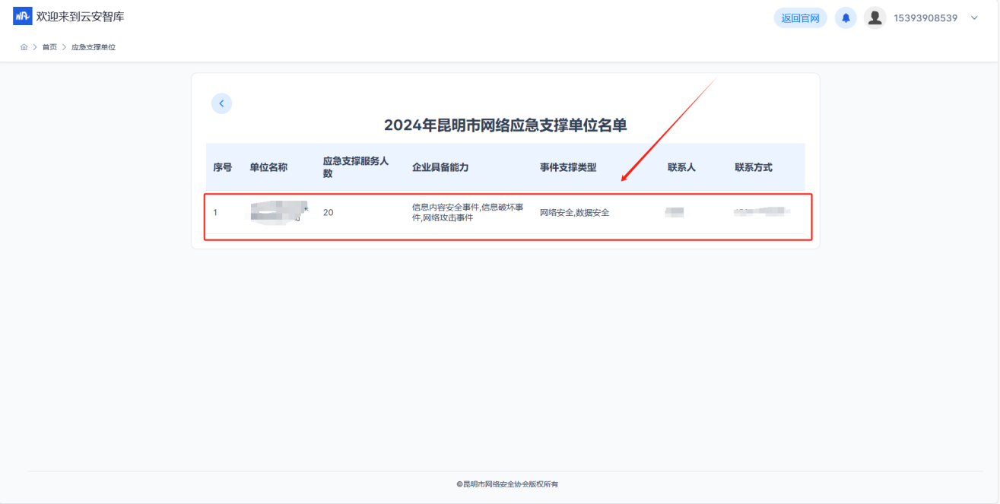 欢迎来到云安智库
返回官网
15393908539
首页
应急支撑单位
2024年昆明市网络应急支撑单位名单
序号
单位名称
应急支撑服务人
数
企业具备能力
事件支撑类型
联系人
联系方式
1
20
信息内容安全事件,信息破坏事
件,网络攻击事件
网络安全,数据安全
©昆明市网络安全协会版权所有